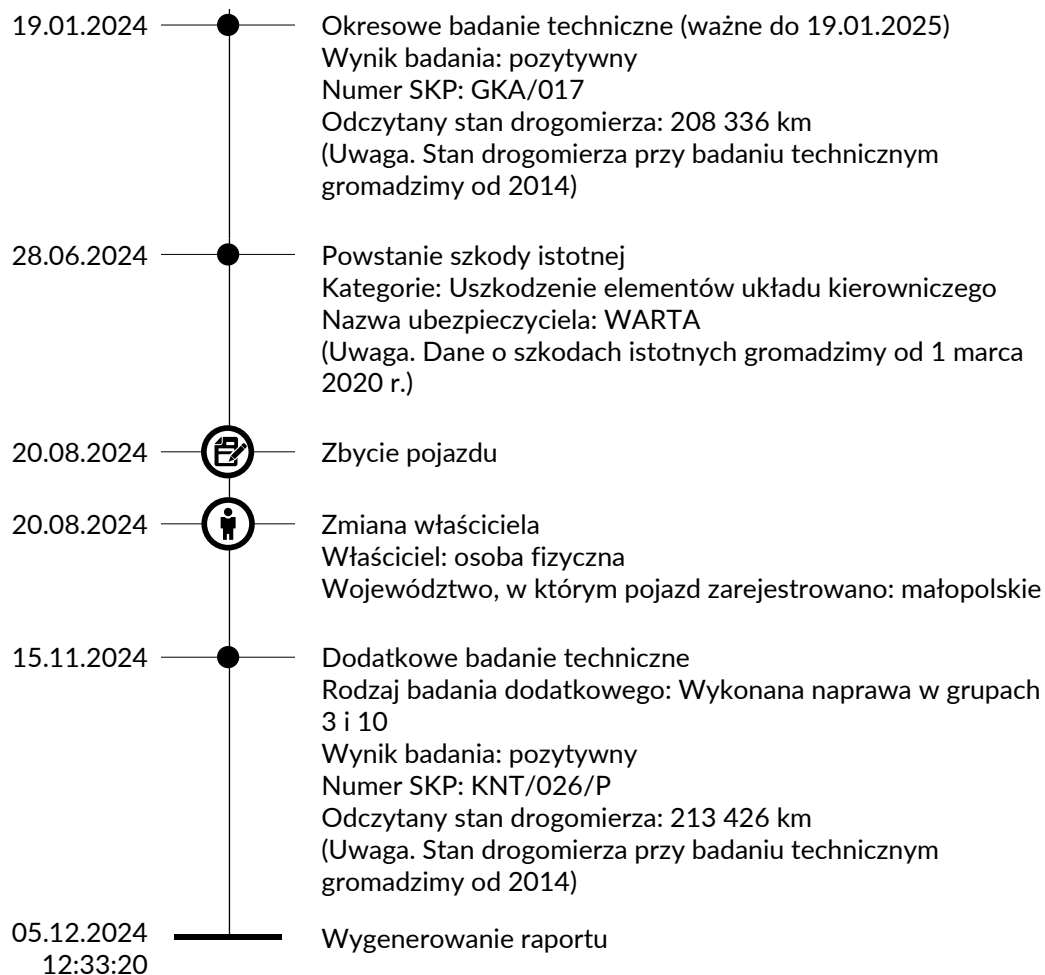 19.01.2024
Okresowe badanie techniczne (ważne do 19.01.2025)
Wynik badania: pozytywny
Numer SKP: GKA/017
Odczytany stan drogomierza: 208 336 km
(Uwaga. Stan drogomierza przy badaniu technicznym
gromadzimy od 2014)
28.06.2024
Powstanie szkody istotnej
Kategorie: Uszkodzenie elementów układu kierowniczego
Nazwa ubezpieczyciela: WARTA
(Uwaga. Dane o szkodach istotnych gromadzimy od 1 marca
2020 r.)
20.08.2024
Zbycie pojazdu
20.08.2024
Zmiana właściciela
Właściciel: osoba fizyczna
Województwo, w którym pojazd zarejestrowano: małopolskie
15.11.2024
Dodatkowe badanie techniczne
Rodzaj badania dodatkowego: Wykonana naprawa w grupach
3 i 10
Wynik badania: pozytywny
Numer SKP: KNT/026/P
Odczytany stan drogomierza: 213 426 km
(Uwaga. Stan drogomierza przy badaniu technicznym
gromadzimy od 2014)
05.12.2024
12:33:20
Wygenerowanie raportu